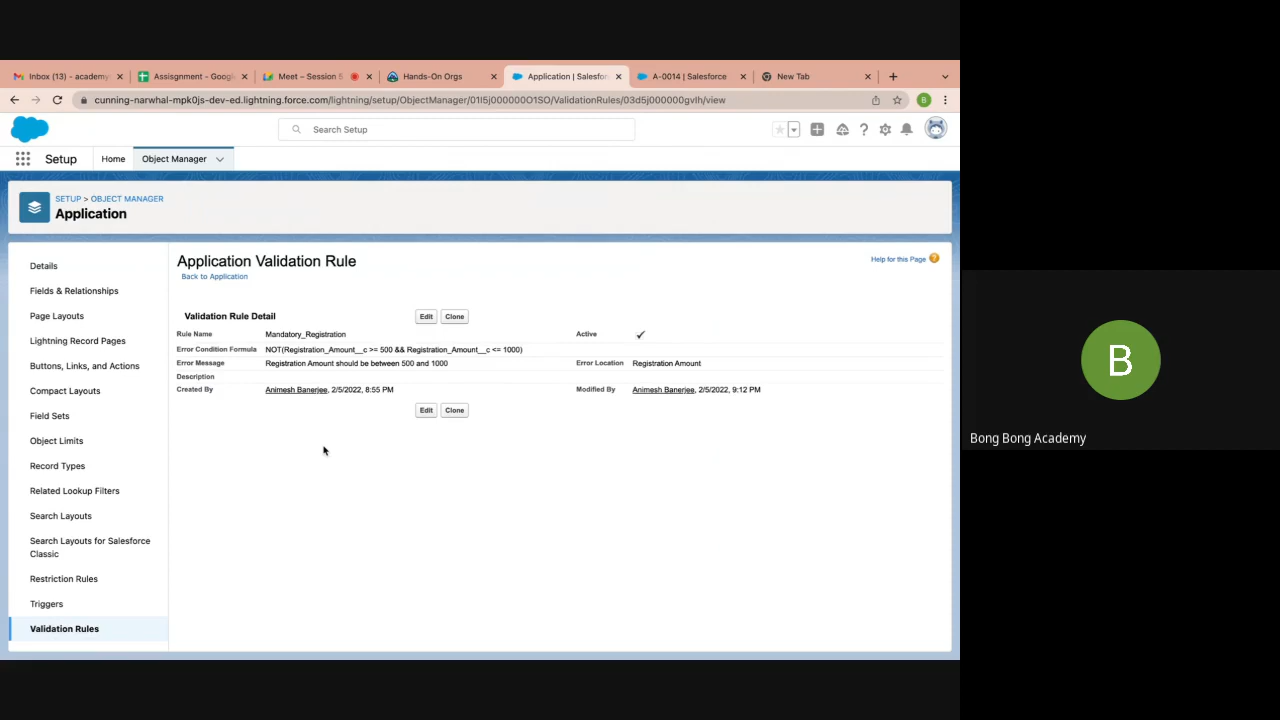 Inbox (13) - academy
Assisgnment - Googl
Meet – Session 5
Hands-On Orgs
Application | Salesfor
A-0014 | Salesforce
New Tab
cunning-narwhal-mpk0js-dev-ed.lightning.force.com/lightning/setup/ObjectManager/01I5j000000O1SO/ValidationRules/03d5j000000gvIh/view
B
Search Setup
Setup
Home
Object Manager
SETUP > OBJECT MANAGER
Application
Details
Fields & Relationships
Page Layouts
Lightning Record Pages
Buttons, Links, and Actions
Compact Layouts
Field Sets
Object Limits
Record Types
Related Lookup Filters
Search Layouts
Search Layouts for Salesforce
Classic
Restriction Rules
Triggers
Validation Rules
Application Validation Rule
Back to Application
Help for this Page
Validation Rule Detail
Edit
Clone
Rule Name Mandatory_Registration Active
Error Condition Formula NOT(Registration_Amount__c >= 500 && Registration_Amount__c <= 1000)
Error Message Registration Amount should be between 500 and 1000 Error Location Registration Amount
Description
Created By Animesh Banerjee, 2/5/2022, 8:55 PM Modified By Animesh Banerjee, 2/5/2022, 9:12 PM
Edit
Clone
B
Bong Bong Academy